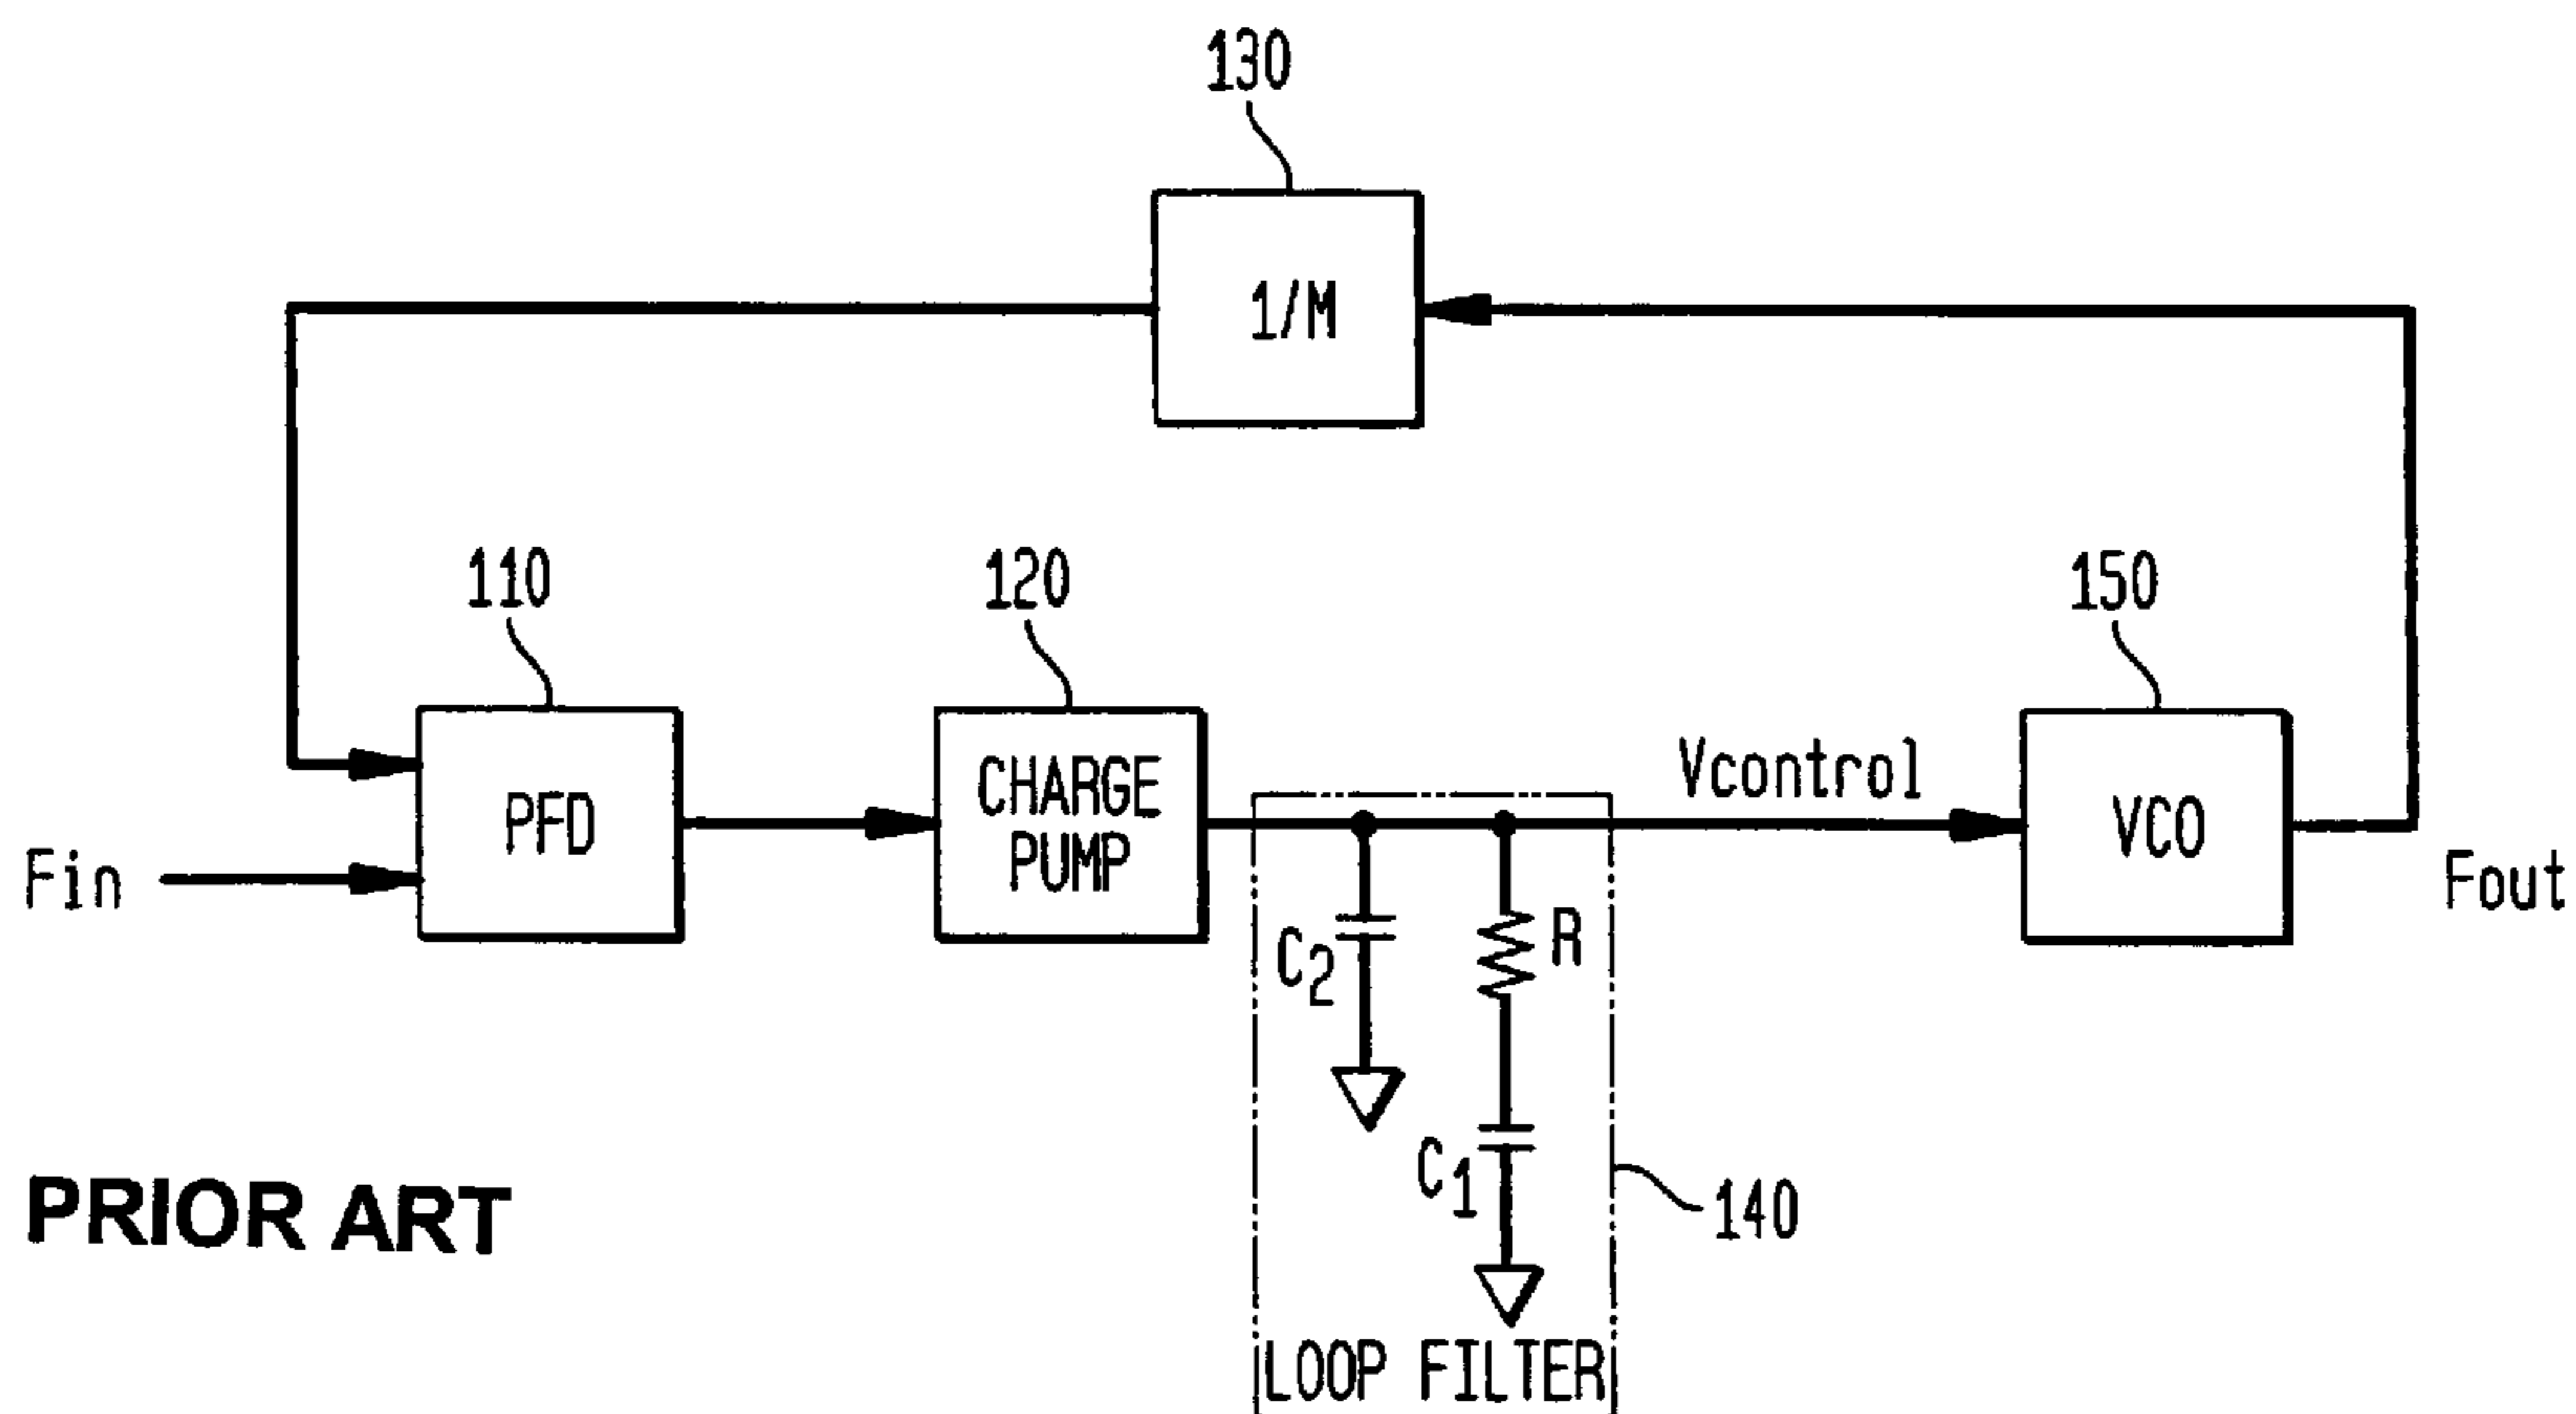 130
1/M
110
120
150
CHARGE
PUMP
PFD
Vcontrol
VCO
Fin
Fout
C2
R
C1
140
PRIOR ART
LOOP FILTER